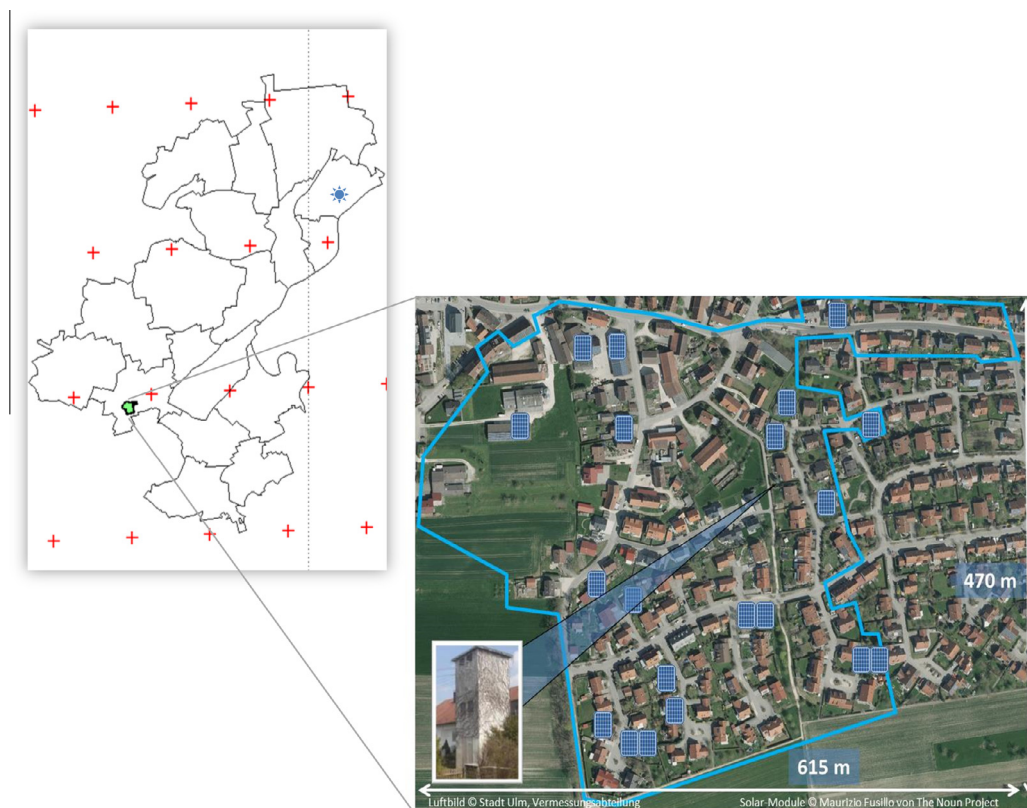 470 m
615 m
Luftbild © Stadt Ulm, Vermessungsabteilung
Solar-Module © Maurizio Fusillo von The Noun Project